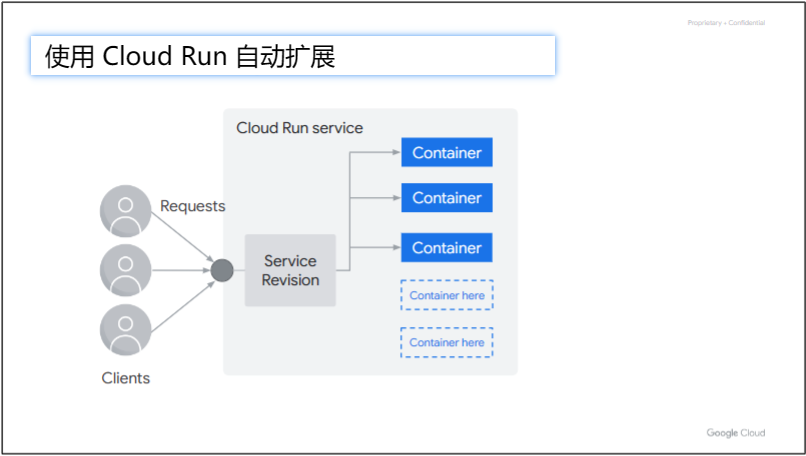 Proprietary + Confidential
使用 Cloud Run 自动扩展
Cloud Run service
Container
Requests
Container
Container
Service
Revision
Container here
Container here
Clients
Google Cloud